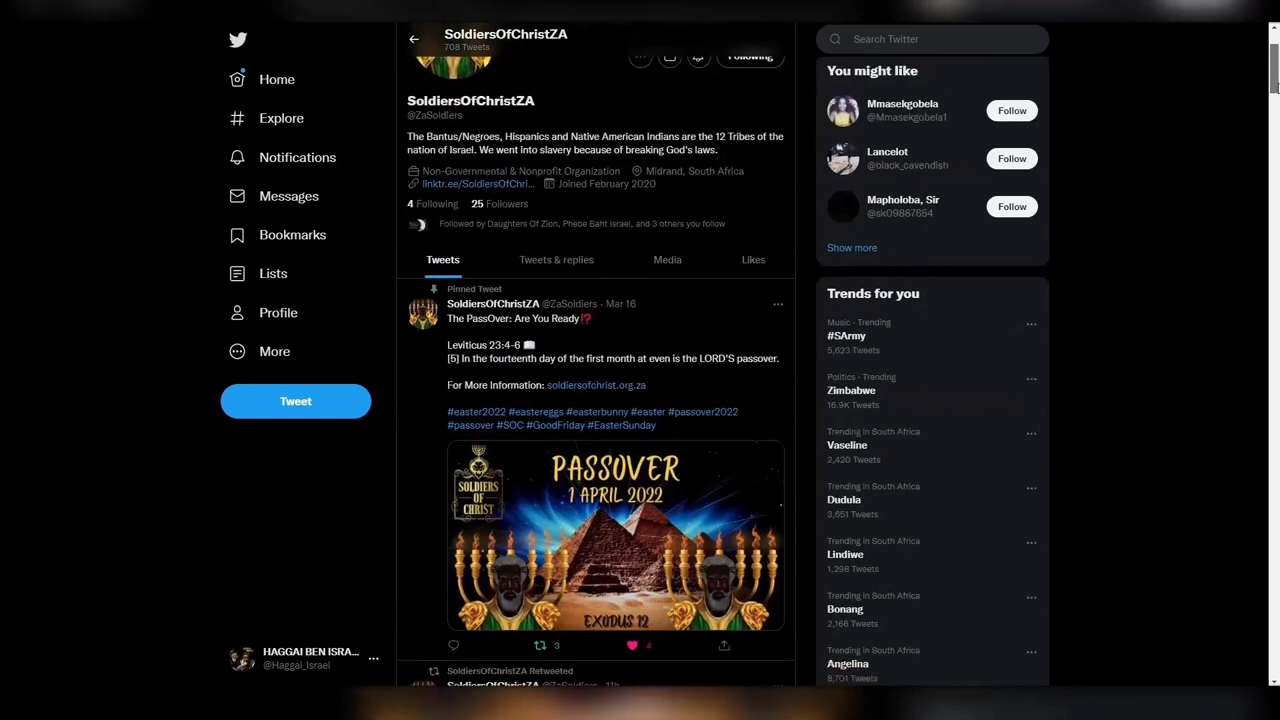 Home
Explore
Notifications
Messages
Bookmarks
Lists
Profile
More
Tweet
HAGGAI BEN ISRA...
@Haggai_Israel
SoldiersOfChristZA
708 Tweets
Following
SoldiersOfChristZA
@ZaSoldiers
The Bantus/Negroes, Hispanics and Native American Indians are the 12 Tribes of the
nation of Israel. We went into slavery because of breaking God's laws.
Non-Governmental & Nonprofit Organization Midrand, South Africa
linktr.ee/SoldiersOfChri... Joined February 2020
4 Following 25 Followers
Followed by Daughters Of Zion, Phebe Baht Israel, and 3 others you follow
Tweets Tweets & replies Media Likes
Pinned Tweet
SoldiersOfChristZA @ZaSoldiers · Mar 16
The PassOver: Are You Ready⁉️
Leviticus 23:4-6 📖
[5] In the fourteenth day of the first month at even is the LORD'S passover.
For More Information: soldiersofchrist.org.za
#easter2022 #eastereggs #easterbunny #easter #passover2022
#passover #SOC #GoodFriday #EasterSunday
SOLDIERS
OF
CHRIST
PASSOVER
1 APRIL 2022
EXODUS 12
3 4
SoldiersOfChristZA Retweeted
SoldiersOfChristZA @ZaSoldiers · 11h
Search Twitter
You might like
Mmasekgobela
@Mmasekgobela1
Follow
Lancelot
@black_cavendish
Follow
Mapholoba, Sir
@sk09887654
Follow
Show more
Trends for you
Music · Trending
#SArmy
5,623 Tweets
Politics · Trending
Zimbabwe
16.9K Tweets
Trending in South Africa
Vaseline
2,420 Tweets
Trending in South Africa
Dudula
3,651 Tweets
Trending in South Africa
Lindiwe
1,298 Tweets
Trending in South Africa
Bonang
2,166 Tweets
Trending in South Africa
Angelina
8,701 Tweets